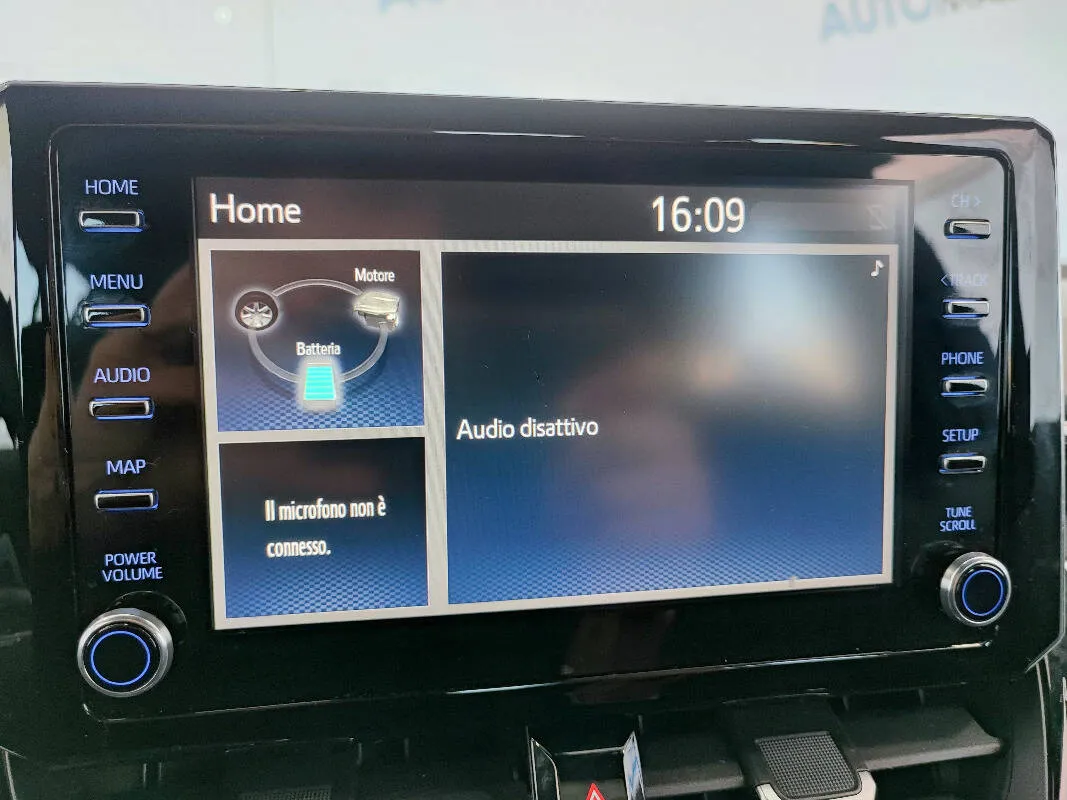 HOME
MENU
AUDIO
MAP
POWER
VOLUME
Home
16:09
Motore
Batteria
Il microfono non è
connesso.
Audio disattivo
CH >
< TRACK
PHONE
SETUP
TUNE
SCROLL